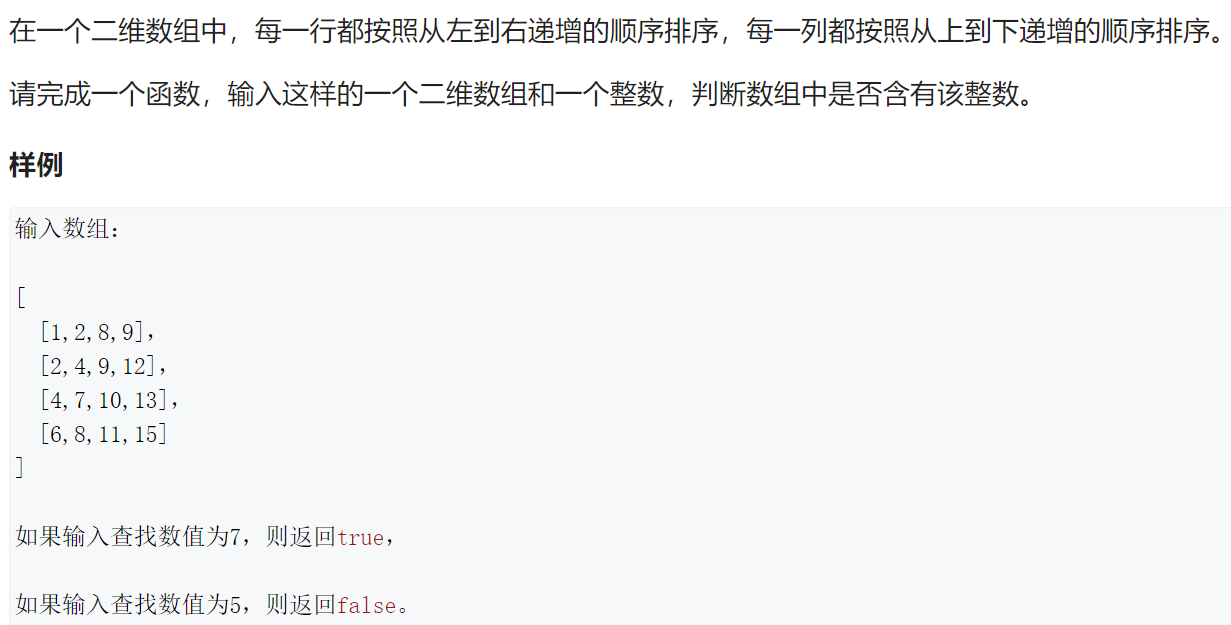 在一个二维数组中，每一行都按照从左到右递增的顺序排序，每一列都按照从上到下递增的顺序排序。
请完成一个函数，输入这样的一个二维数组和一个整数，判断数组中是否含有该整数。
样例
输入数组：
[
[1,2,8,9]，
[2,4,9,12]，
[4,7,10,13]，
[6,8,11,15]
]
如果输入查找数值为7，则返回true，
如果输入查找数值为5，则返回false。